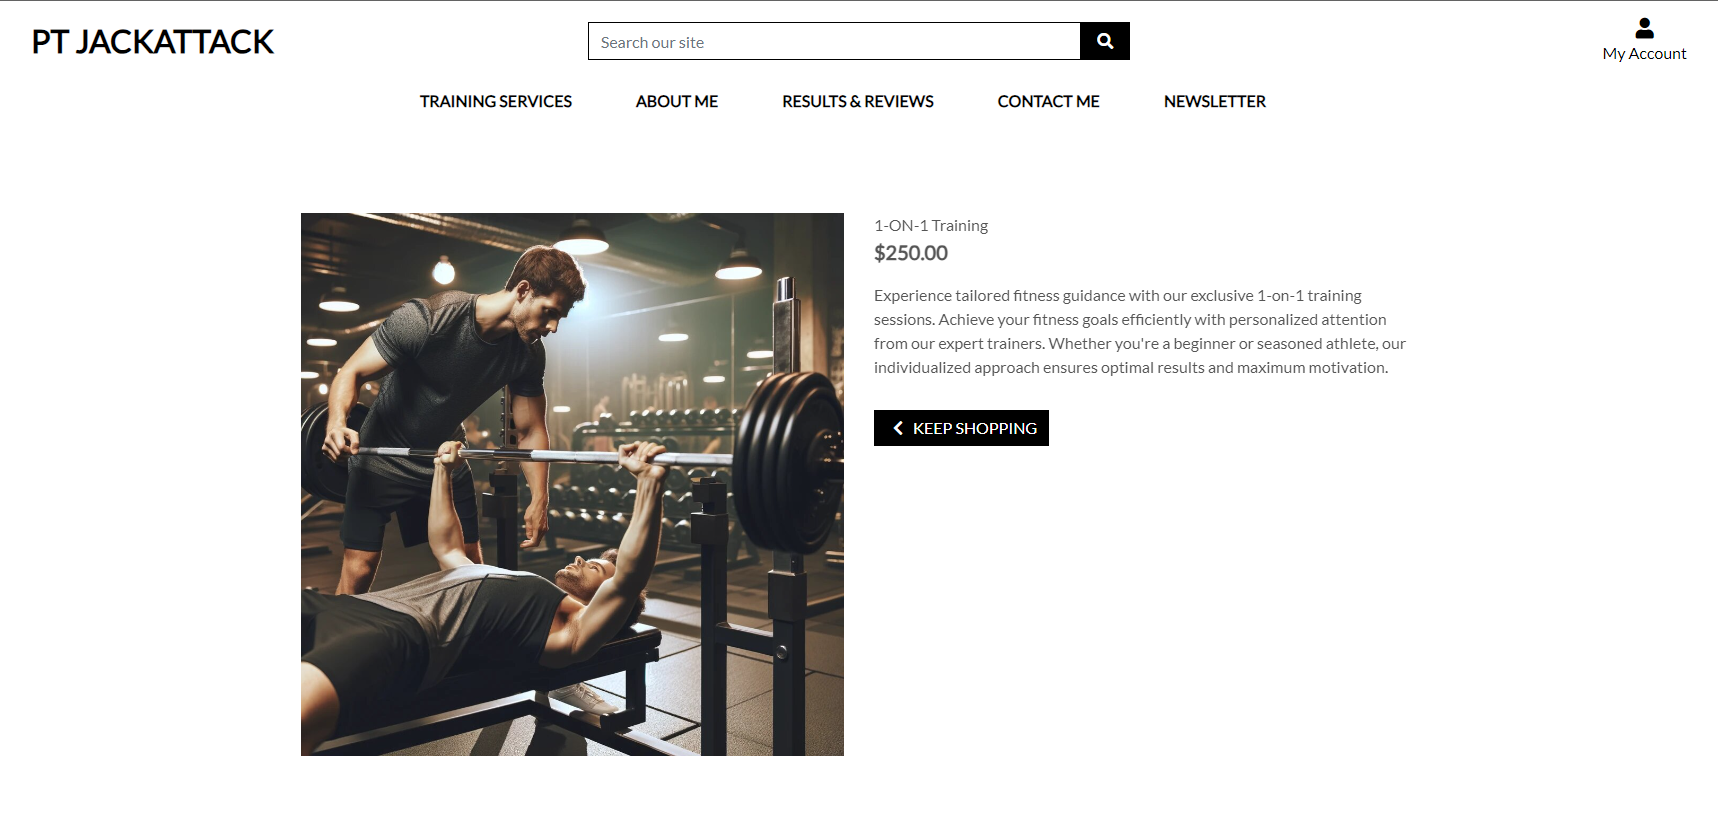 PT JACKATTACK
Search our site
My Account
TRAINING SERVICES
ABOUT ME
RESULTS & REVIEWS
CONTACT ME
NEWSLETTER
1-ON-1 Training
$250.00
Experience tailored fitness guidance with our exclusive 1-on-1 training
sessions. Achieve your fitness goals efficiently with personalized attention
from our expert trainers. Whether you're a beginner or seasoned athlete, our
individualized approach ensures optimal results and maximum motivation.
KEEP SHOPPING